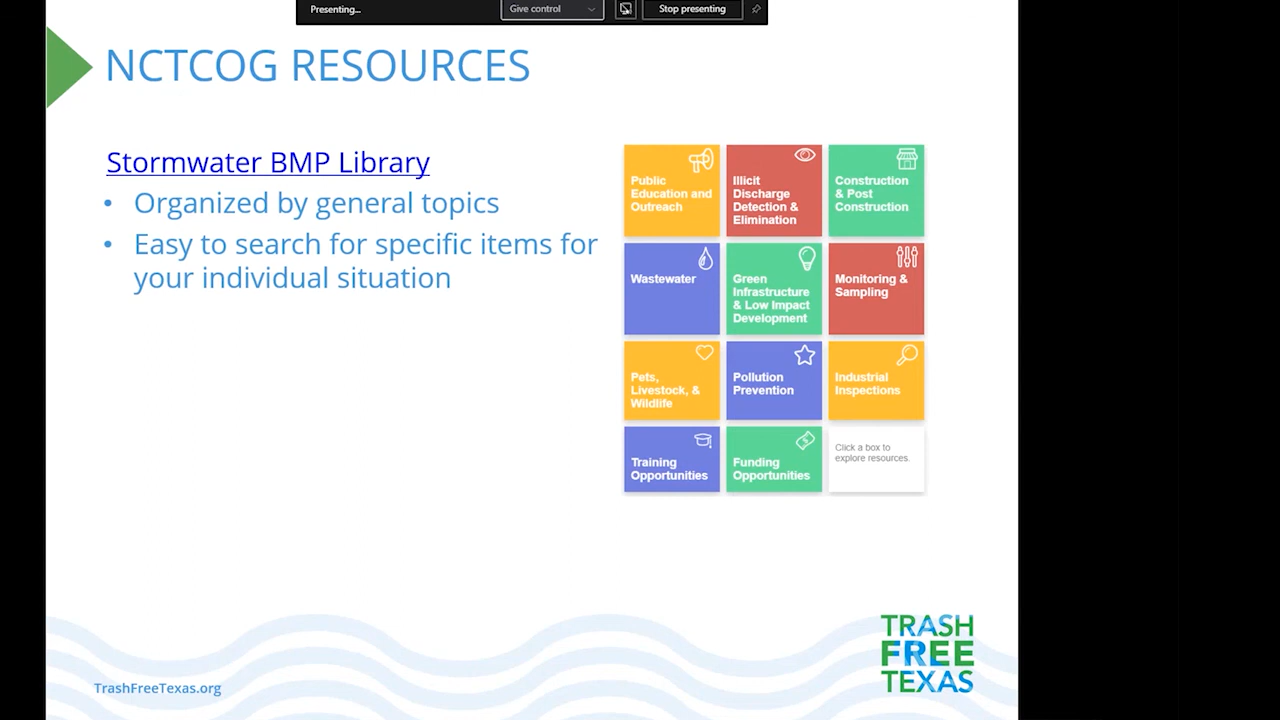 Presenting...
Give control
Stop presenting
NCTCOG RESOURCES
Stormwater BMP Library
• Organized by general topics
• Easy to search for specific items for
your individual situation
Public
Education and
Outreach
Illicit
Discharge
Detection &
Elimination
Construction
& Post
Construction
Wastewater
Green
Infrastructure
& Low Impact
Development
Monitoring &
Sampling
Pets,
Livestock, &
Wildlife
Pollution
Prevention
Industrial
Inspections
Training
Opportunities
Funding
Opportunities
Click a box to
explore resources.
TrashFreeTexas.org
TRASH
FREE
TEXAS